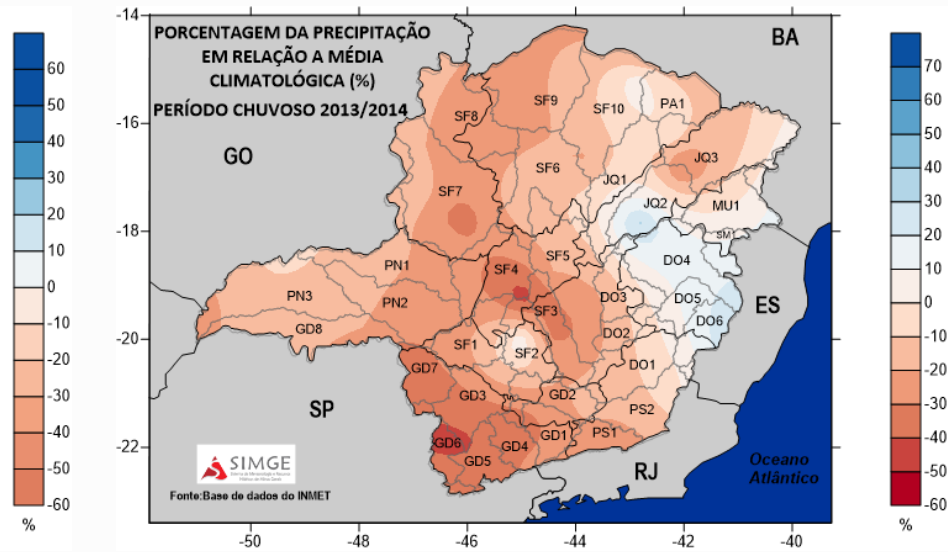 PORCENTAGEM DA PRECIPITAÇÃO
EM RELAÇÃO A MÉDIA
CLIMATOLÓGICA (%)
PERÍODO CHUVOSO 2013/2014
60
50
40
30
20
10
0
-10
-20
-30
-40
-50
-60
%
-14
-16
-18
-20
-22
-50
-48
-46
-44
-42
-40
BA
GO
ES
SP
RJ
Oceano
Atlântico
SF9
SF8
SF10
PA1
JQ3
SF6
JQ1
SF7
JQ2
MU1
SM1
SF5
DO4
PN1
SF4
PN3
PN2
DO3
DO5
SF3
DO6
GD8
DO2
SF1
SF2
DO1
GD7
GD3
GD2
PS2
GD6
GD4
GD1
PS1
GD5
SIMGE
Fonte:Base de dados do INMET
70
60
50
40
30
20
10
0
-10
-20
-30
-40
-50
-60
%